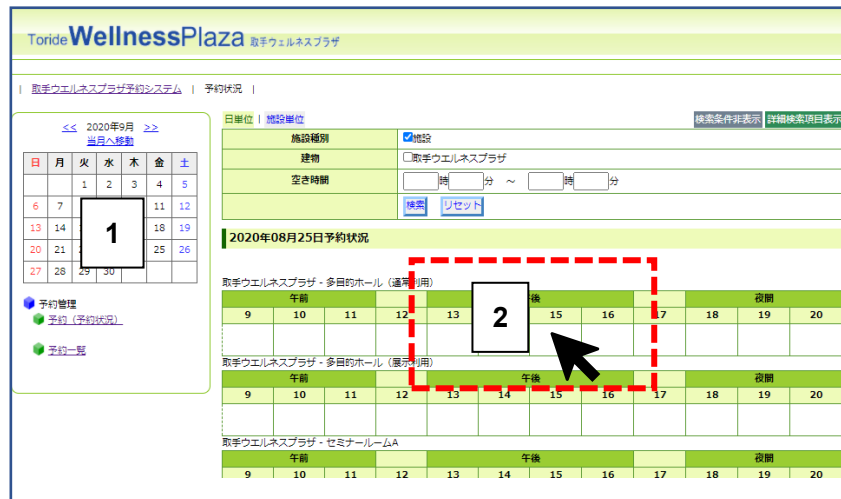 Toride WellnessPlaza 取手ウェルネスプラザ
| 取手ウエルネスプラザ予約システム | 予約状況 |
<< 2020年9月 >>
当月へ移動
日 月 火 水 木 金 土
1 2 3 4 5
6 7 11 12
13 14 18 19
20 21 25 26
27 28 29 30
1
予約管理
予約（予約状況）
予約一覧
日単位 | 施設単位 検索条件非表示 詳細検索項目表示
施設種別 施設
建物 取手ウエルネスプラザ
空き時間 時 分 ～ 時 分
検索 リセット
2020年08月25日予約状況
取手ウエルネスプラザ - 多目的ホール（通常利用）
午前 後 夜間
9 10 11 12 13 15 16 17 18 19 20
2
取手ウエルネスプラザ - 多目的ホール（展示利用）
午前 午後 夜間
9 10 11 12 13 14 15 16 17 18 19 20
取手ウエルネスプラザ - セミナールームA
午前 午後 夜間
9 10 11 12 13 14 15 16 17 18 19 20